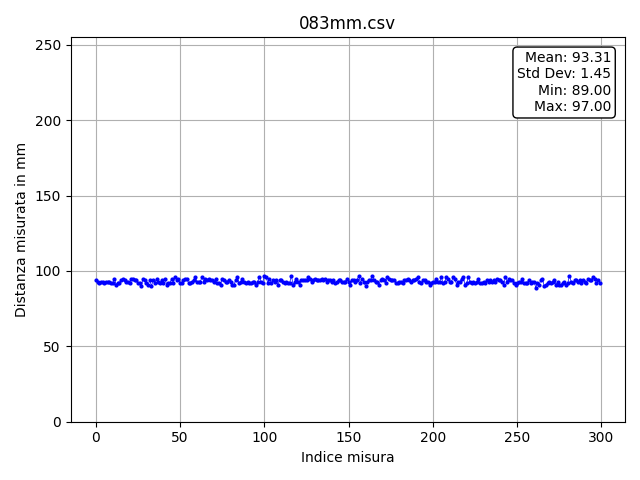 083mm.csv
Mean: 93.31
Std Dev: 1.45
Min: 89.00
Max: 97.00
Distanza misurata in mm
250
200
150
100
50
0
0 50 100 150 200 250 300
Indice misura